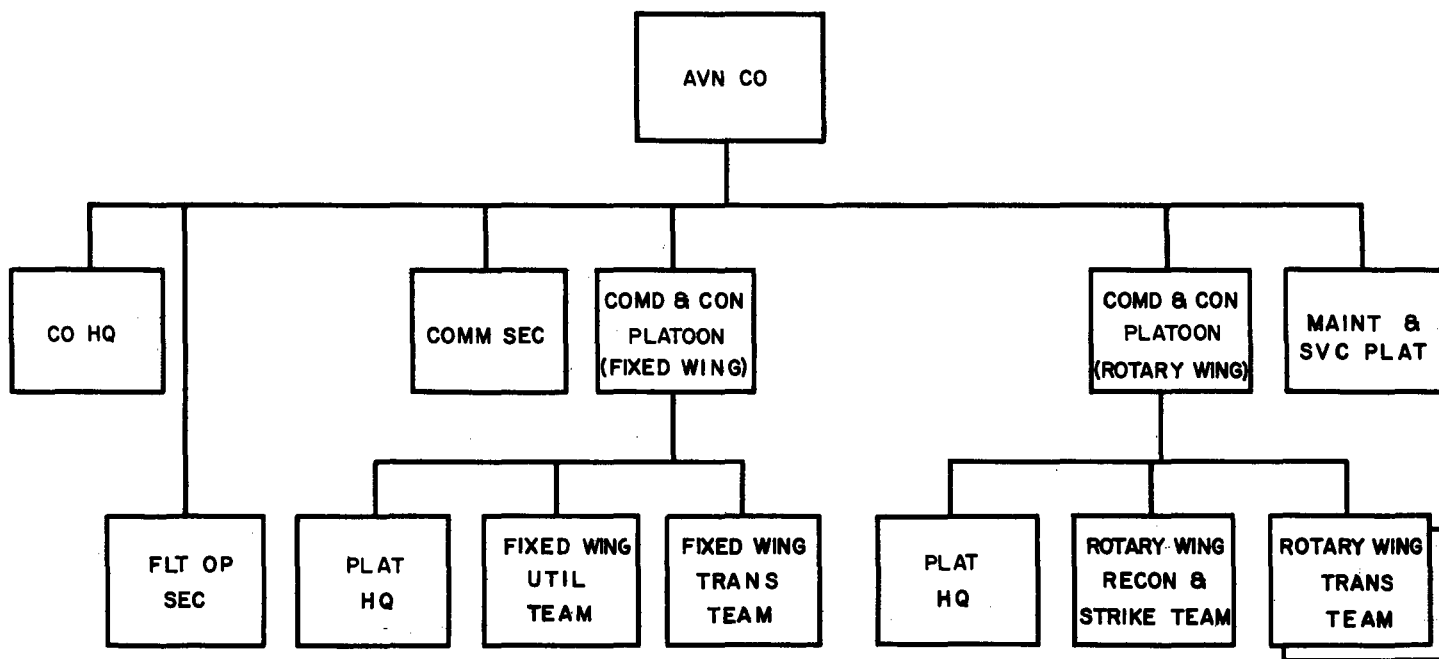 AVN CO
CO HQ
COMM SEC
COMD & CON
PLATOON
(FIXED WING)
COMD & CON
PLATOON
(ROTARY WING)
MAINT &
SVC PLAT
FLT OP
SEC
PLAT
HQ
FIXED WING
UTIL
TEAM
FIXED WING
TRANS
TEAM
PLAT
HQ
ROTARY WING
RECON &
STRIKE TEAM
ROTARY WING
TRANS
TEAM